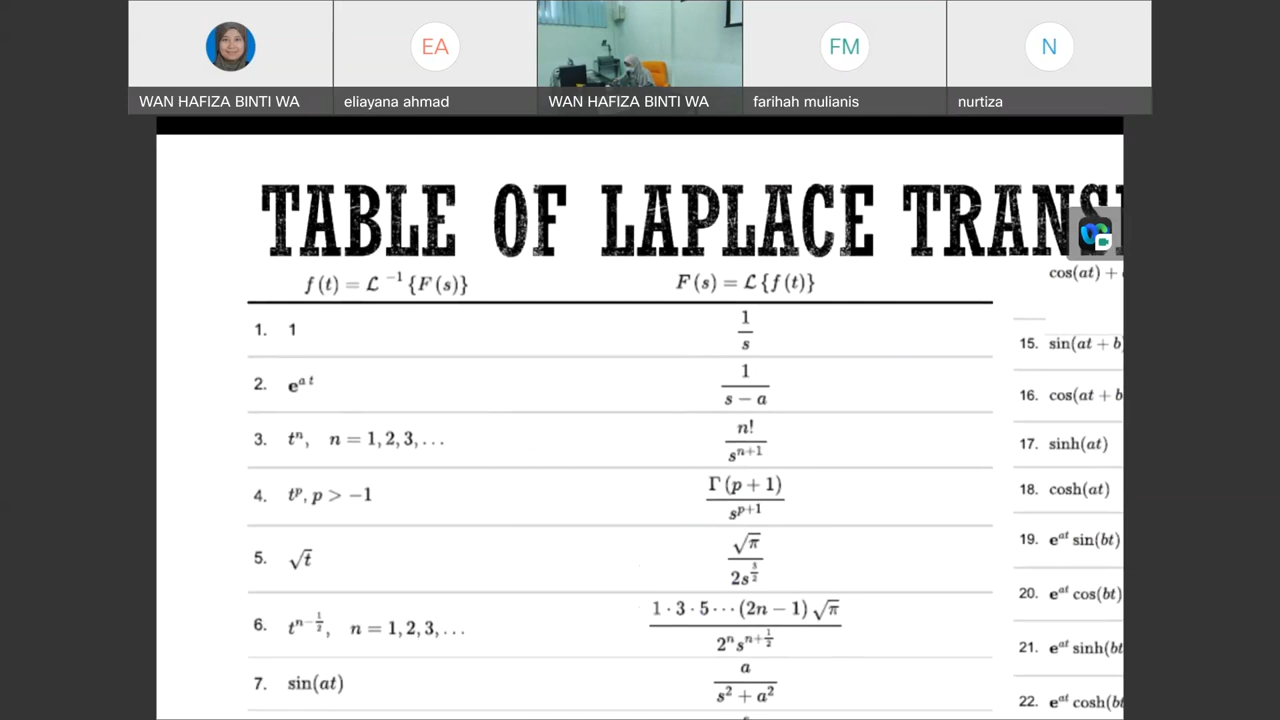 EA
FM
N
WAN HAFIZA BINTI WA
eliayana ahmad
WAN HAFIZA BINTI WA
farihah mulianis
nurtiza
TABLE OF LAPLACE TRANS
f(t) = ℒ⁻¹{F(s)}
F(s) = ℒ{f(t)}
1. 1
1/s
2. e^{at}
1/(s − a)
3. tⁿ, n = 1, 2, 3, …
n!/s^{n+1}
4. t^p, p > −1
Γ(p + 1)/s^{p+1}
5. √t
√π/(2s^{3/2})
6. t^{n−1/2}, n = 1, 2, 3, …
1 · 3 · 5 ⋯ (2n − 1)√π/(2ⁿs^{n+1/2})
7. sin(at)
a/(s² + a²)
cos(at) +
15. sin(at + b)
16. cos(at + b
17. sinh(at)
18. cosh(at)
19. e^{at} sin(bt)
20. e^{at} cos(bt)
21. e^{at} sinh(bt
22. e^{at} cosh(bt